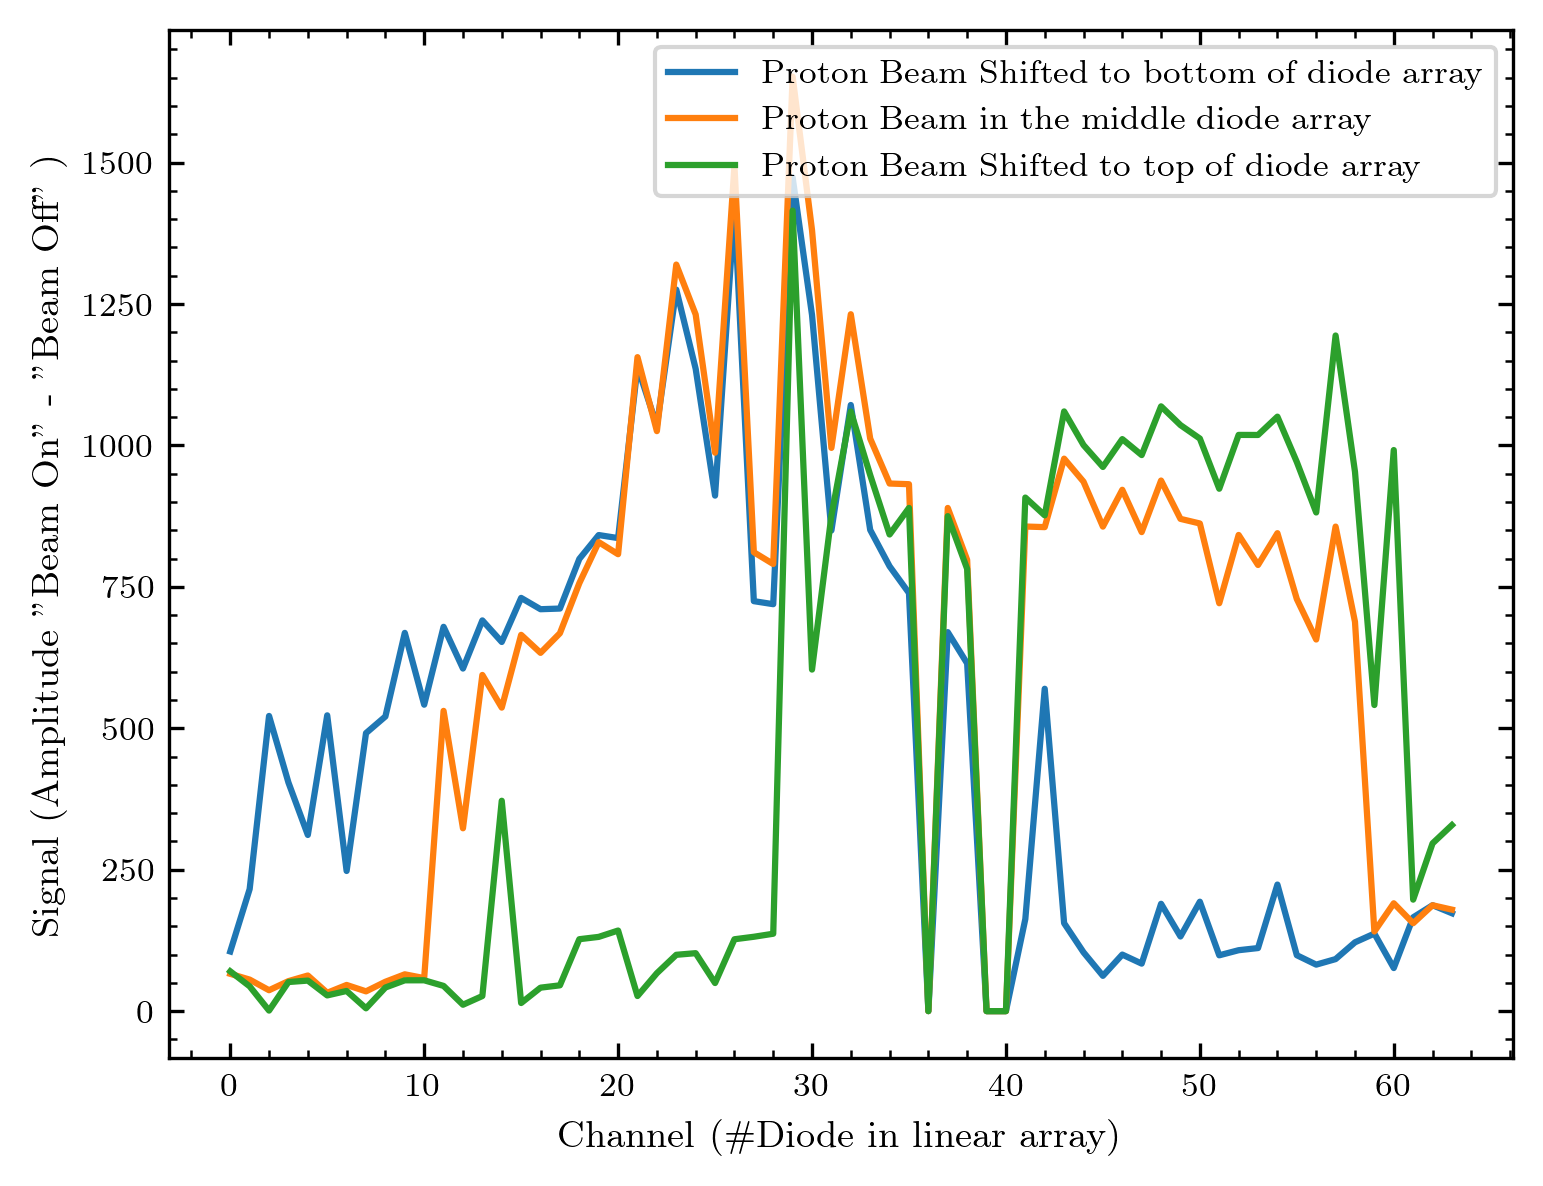 Proton Beam Shifted to bottom of diode array
Proton Beam in the middle diode array
Proton Beam Shifted to top of diode array
Signal (Amplitude ”Beam On” - ”Beam Off” )
1500
1250
1000
750
500
250
0
0 10 20 30 40 50 60
Channel (#Diode in linear array)